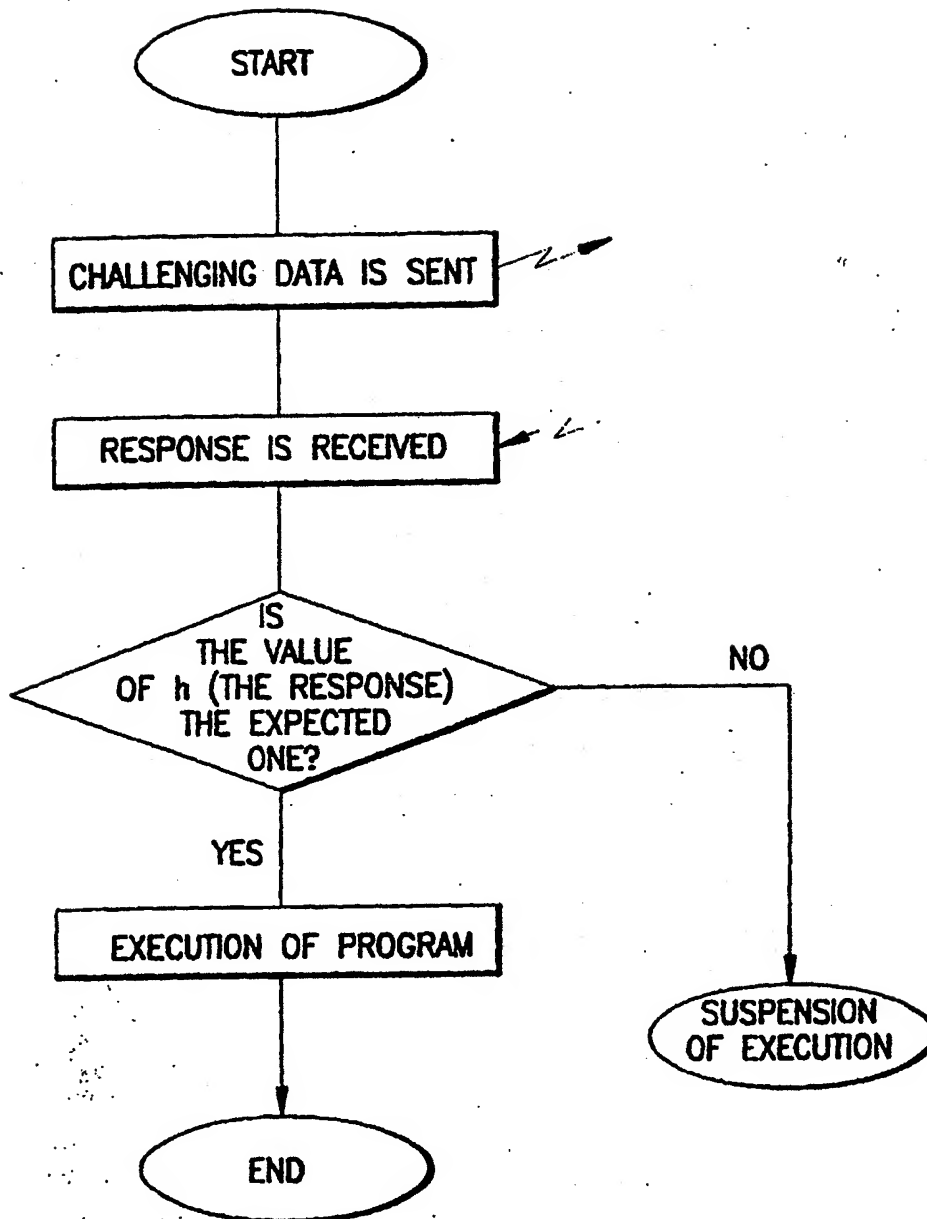 START
CHALLENGING DATA IS SENT
RESPONSE IS RECEIVED
IS
THE VALUE
OF h (THE RESPONSE)
THE EXPECTED
ONE?
NO
YES
EXECUTION OF PROGRAM
SUSPENSION
OF EXECUTION
END